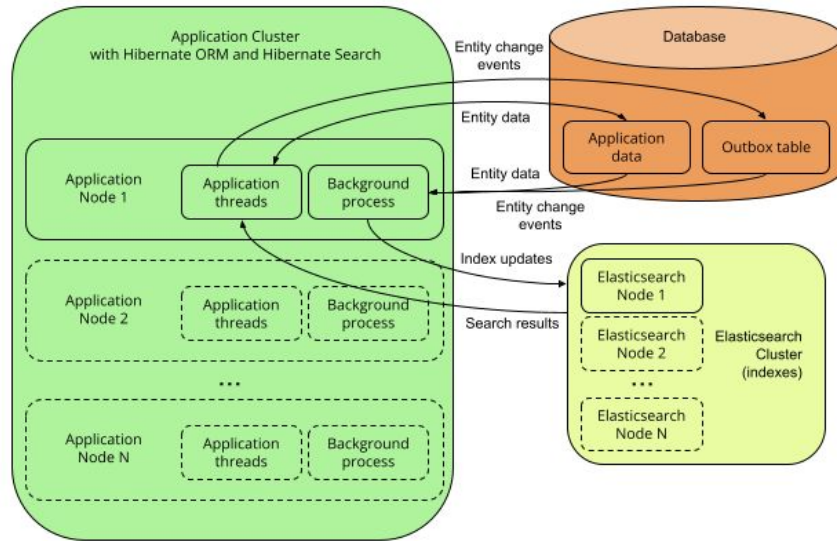 Application Cluster
with Hibernate ORM and Hibernate Search
Entity change
events
Database
Entity data
Application
data
Outbox table
Application
Node 1
Application
threads
Background
process
Entity data
Entity change
events
Index updates
Search results
Application
Node 2
Application
threads
Background
process
...
Application
Node N
Application
threads
Background
process
Elasticsearch
Node 1
Elasticsearch
Node 2
...
Elasticsearch
Node N
Elasticsearch
Cluster
(indexes)